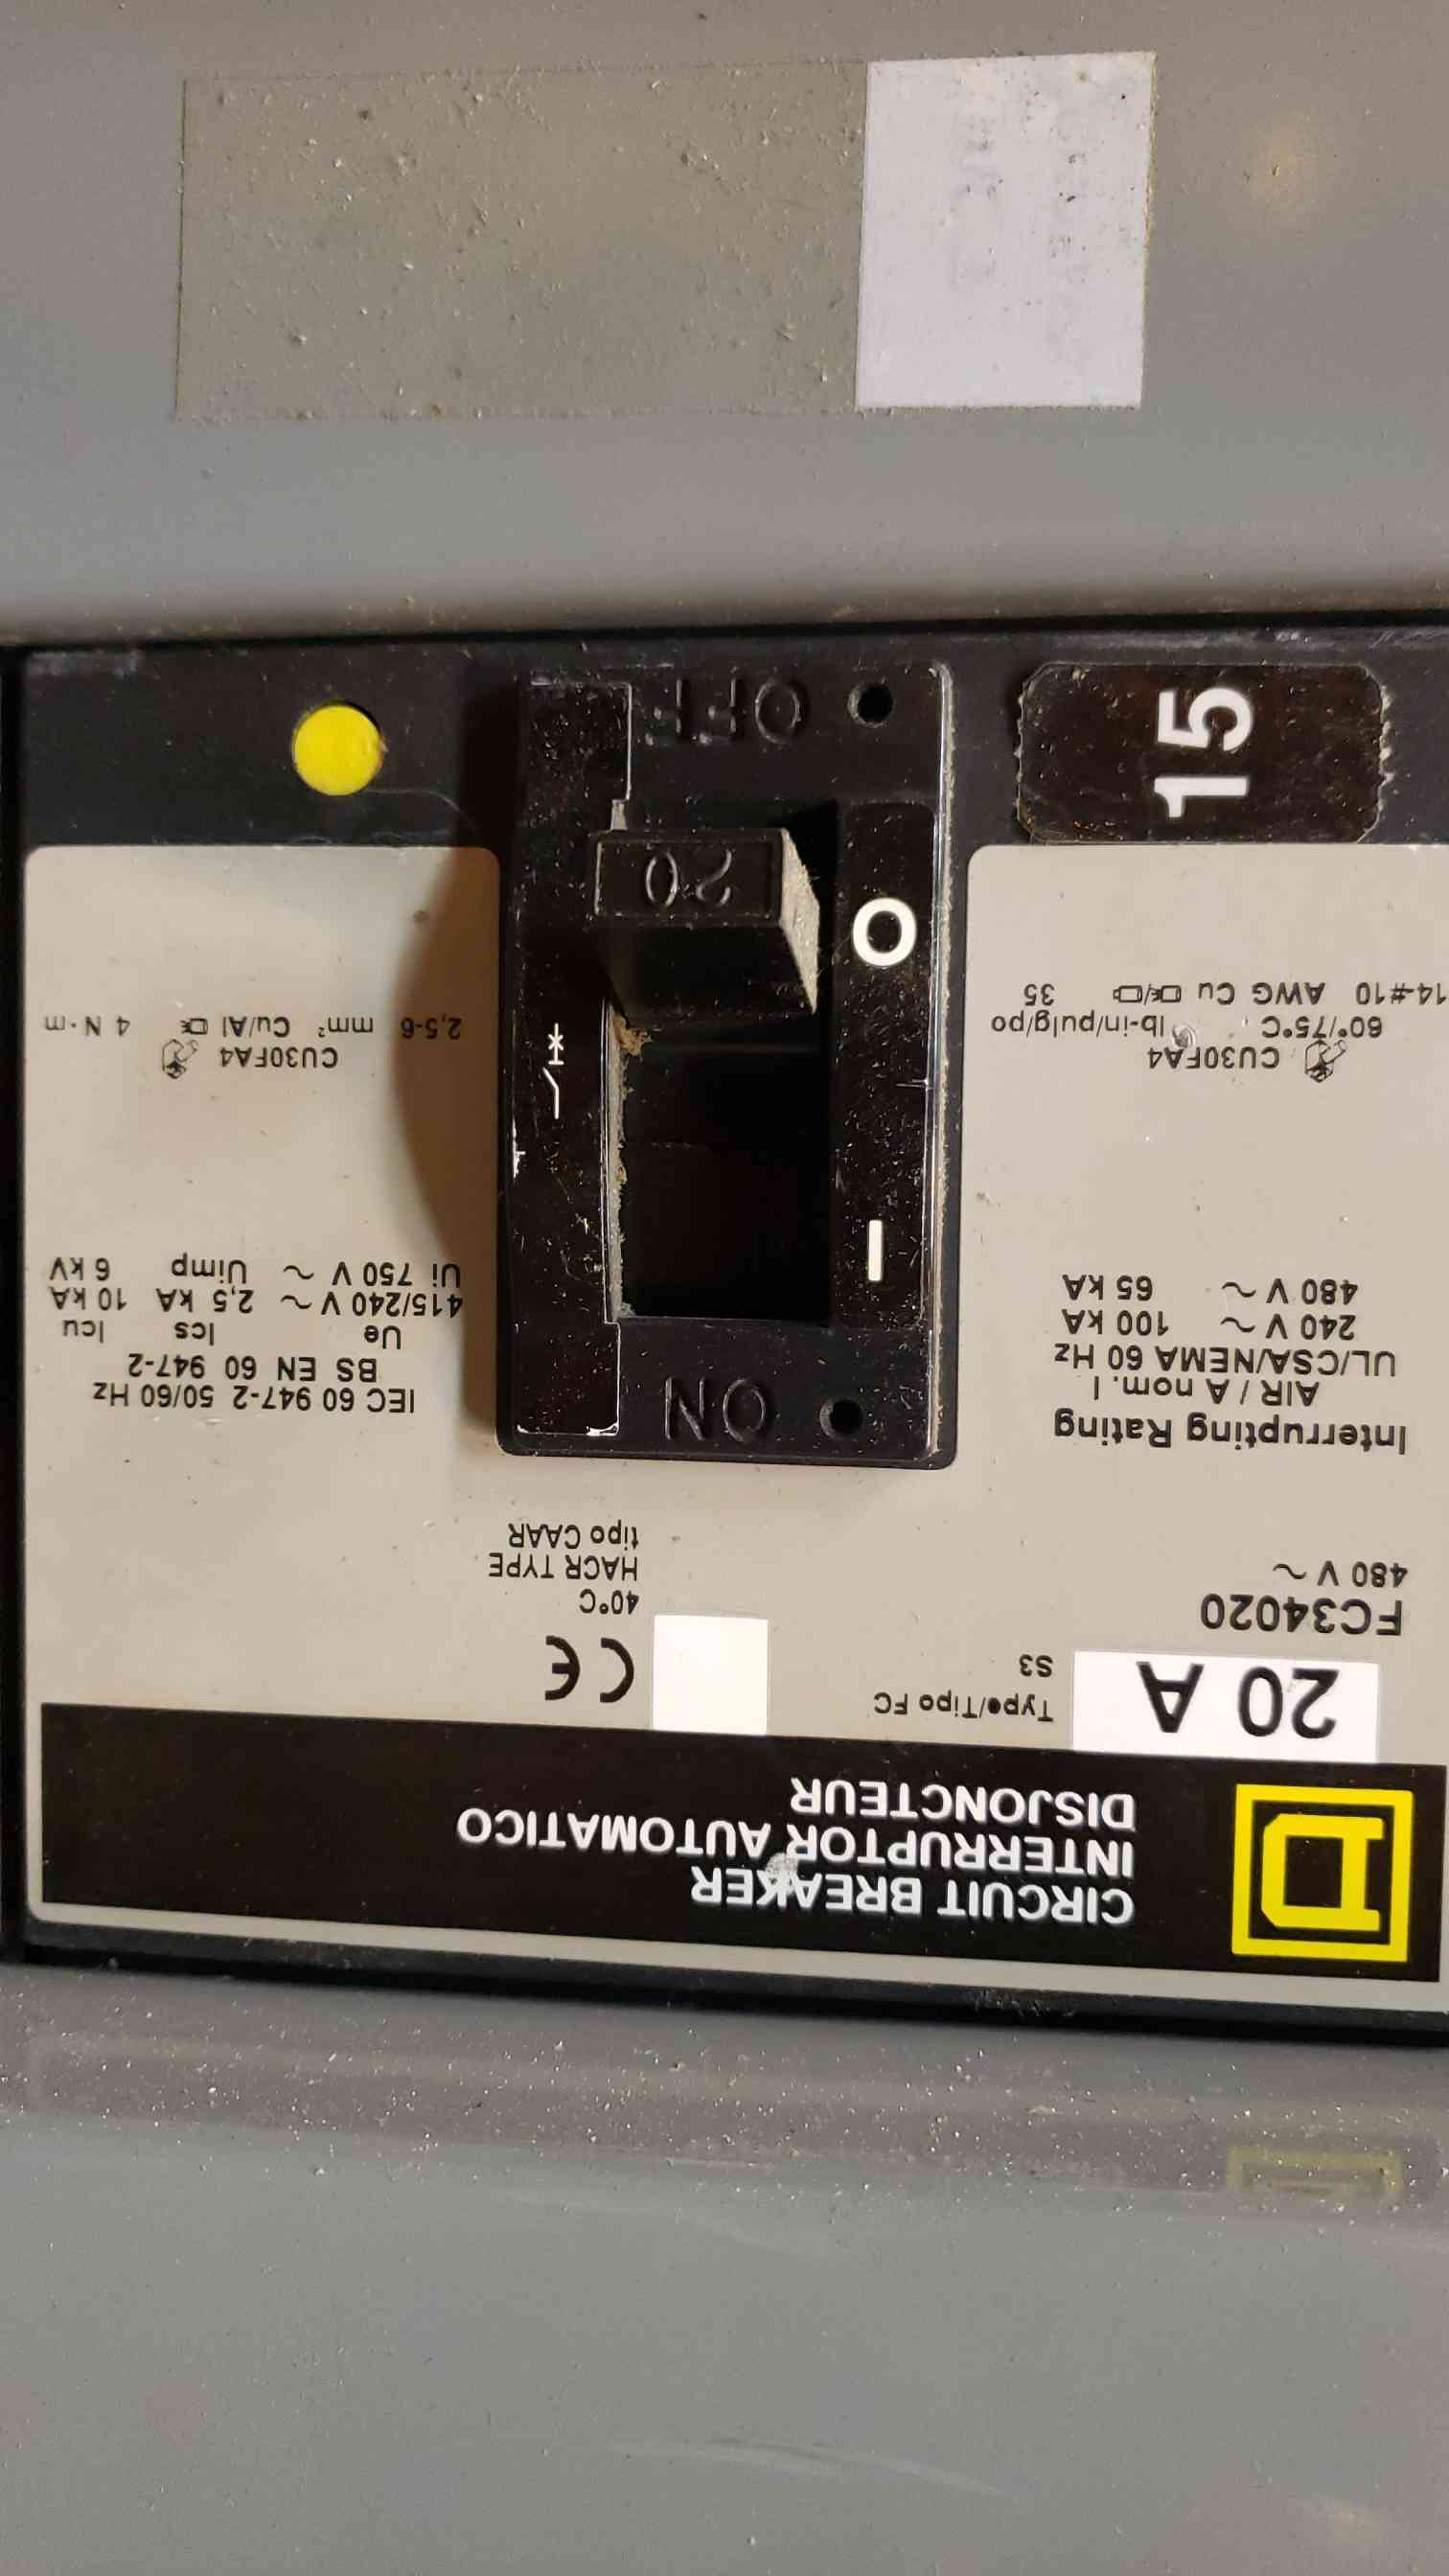 CIRCUIT BREAKER
INTERRUPTOR AUTOMATICO
DISJONCTEUR
20 A
Type/Tipo FC
S3
FC34020
480 V ~
CE
40°C
HACR TYPE
tipo CAAR
Interrupting Rating
AIR / A nom. I
UL/CSA/NEMA 60 Hz
240 V ~ 100 kA
480 V ~ 65 kA
ON
IEC 60 947-2 50/60 Hz
BS EN 60 947-2
Ue Ics Icu
415/240 V ~ 2,5 kA 10 kA
Ui 750 V ~ Uimp 6 kV
I
CU30FA4
60°/75°C lb-in/pulg/po
14-#10 AWG Cu 35
O
20
CU30FA4
2,5-6 mm² Cu/Al 4 N·m
15
OFF